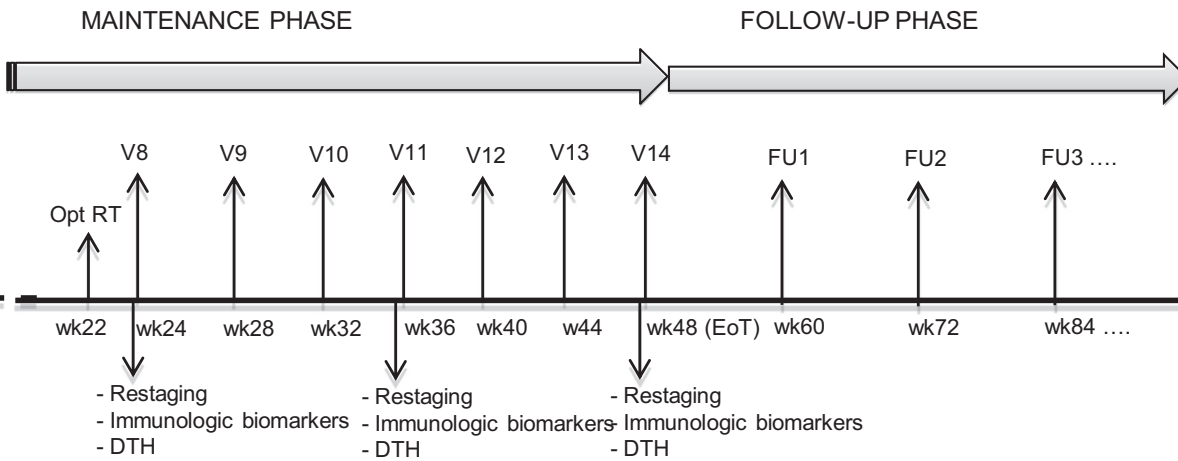 MAINTENANCE PHASE
FOLLOW-UP PHASE
V8 V9 V10 V11 V12 V13 V14 FU1 FU2 FU3 ....
Opt RT
wk22 wk24 wk28 wk32 wk36 wk40 w44 wk48 (EoT) wk60 wk72 wk84 ....
- Restaging
- Immunologic biomarkers
- DTH
- Restaging
- Immunologic biomarkers
- DTH
- Restaging
- Immunologic biomarkers
- DTH